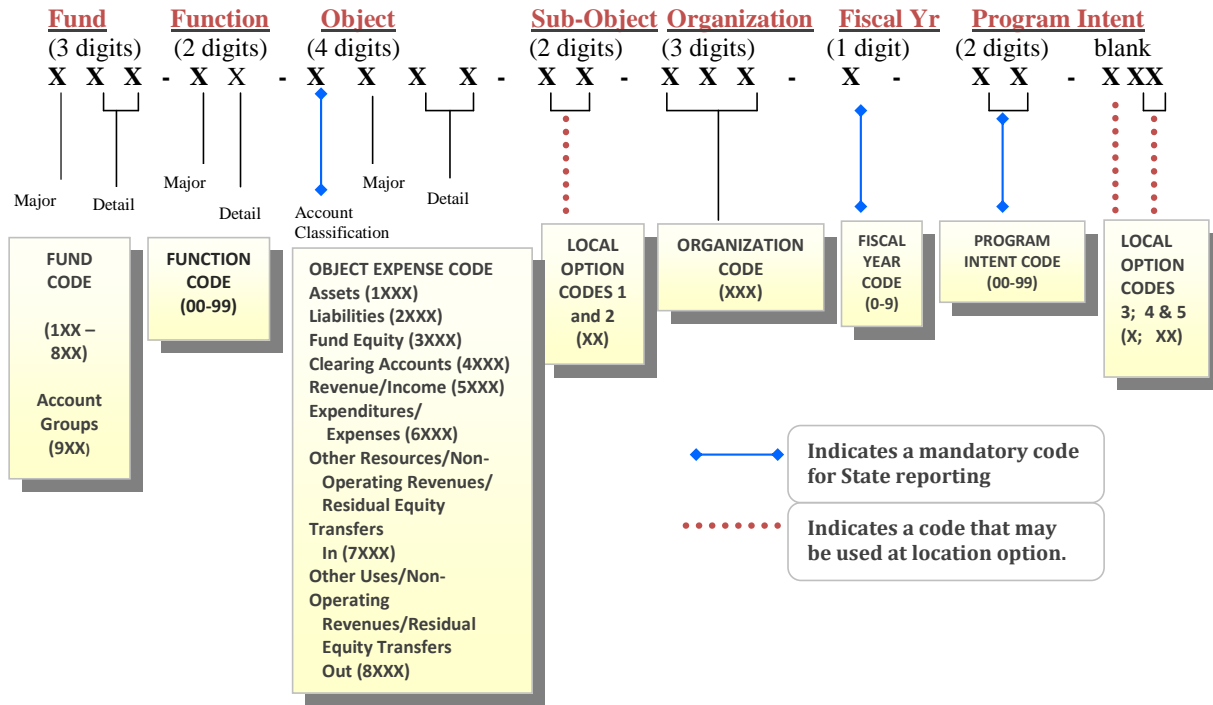 Fund Function Object Sub-Object Organization Fiscal Yr Program Intent
(3 digits) (2 digits) (4 digits) (2 digits) (3 digits) (1 digit) (2 digits) blank
X X X - X X - X X X X - X X - X X X - X - X X - X XX
Major Detail Major Detail Account Classification Major Detail
FUND
CODE
(1XX –
8XX)
Account
Groups
(9XX)
FUNCTION
CODE
(00-99)
OBJECT EXPENSE CODE
Assets (1XXX)
Liabilities (2XXX)
Fund Equity (3XXX)
Clearing Accounts (4XXX)
Revenue/Income (5XXX)
Expenditures/
Expenses (6XXX)
Other Resources/Non-
Operating Revenues/
Residual Equity
Transfers
In (7XXX)
Other Uses/Non-
Operating
Revenues/Residual
Equity Transfers
Out (8XXX)
LOCAL
OPTION
CODES 1
and 2
(XX)
ORGANIZATION
CODE
(XXX)
FISCAL
YEAR
CODE
(0-9)
PROGRAM
INTENT CODE
(00-99)
LOCAL
OPTION
CODES
3; 4 & 5
(X; XX)
Indicates a mandatory code
for State reporting
Indicates a code that may
be used at location option.